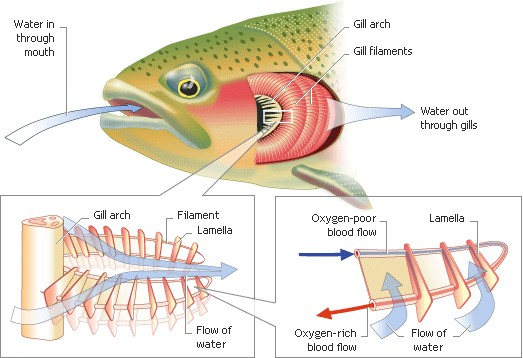 Water in
through
mouth
Gill arch
Gill filaments
Water out
through gills
Gill arch
Filament
Lamella
Flow of
water
Oxygen-poor
blood flow
Lamella
Oxygen-rich
blood flow
Flow of
water